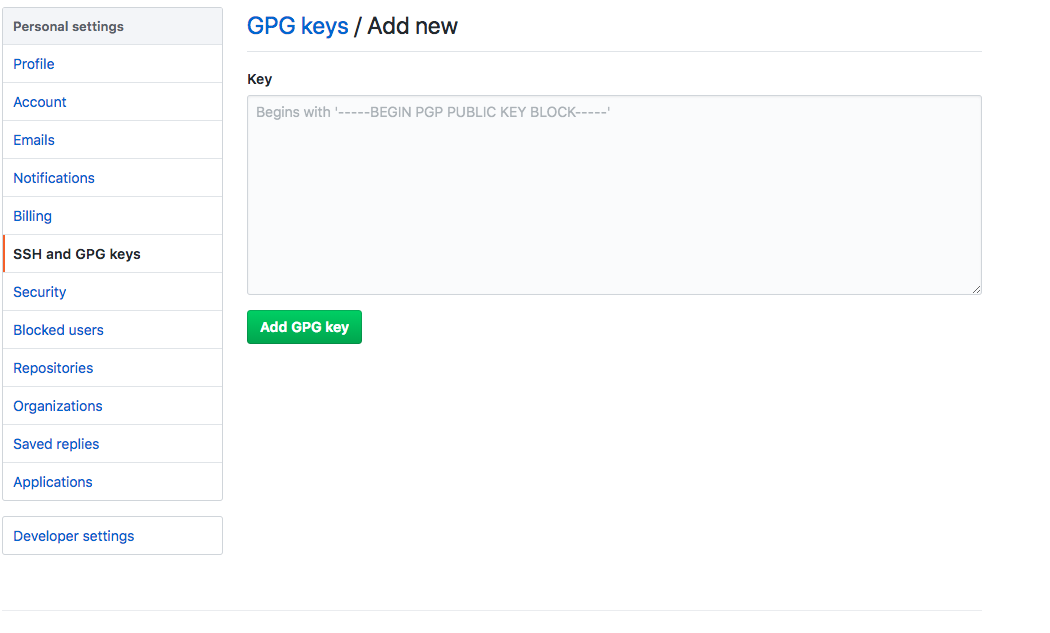 Personal settings
Profile
Account
Emails
Notifications
Billing
SSH and GPG keys
Security
Blocked users
Repositories
Organizations
Saved replies
Applications
Developer settings
GPG keys / Add new
Key
Begins with '-----BEGIN PGP PUBLIC KEY BLOCK-----'
Add GPG key